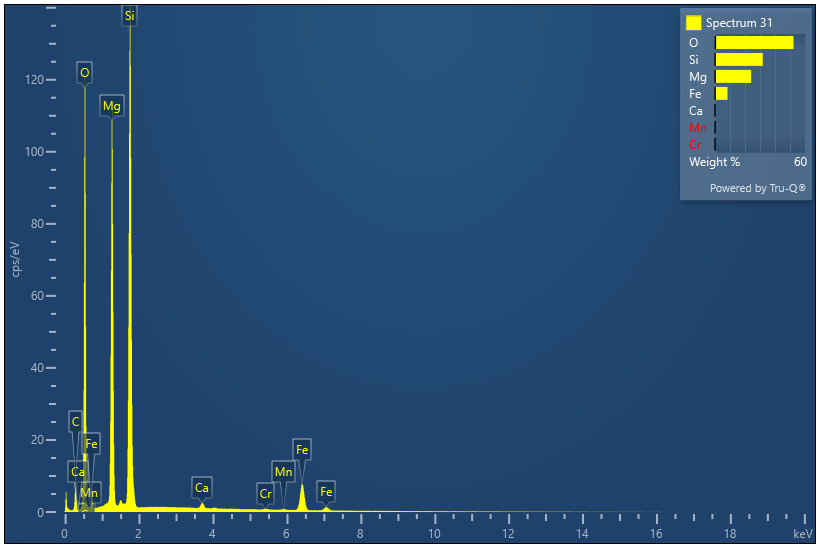 Spectrum 31
O
Si
Mg
Fe
Ca
Mn
Cr
Weight % 60
Powered by Tru-Q®
Si
O
Mg
C
Fe
Ca
Mn
Ca
Cr
Mn
Fe
Fe
cps/eV
120
100
80
60
40
20
0
0 2 4 6 8 10 12 14 16 18 keV